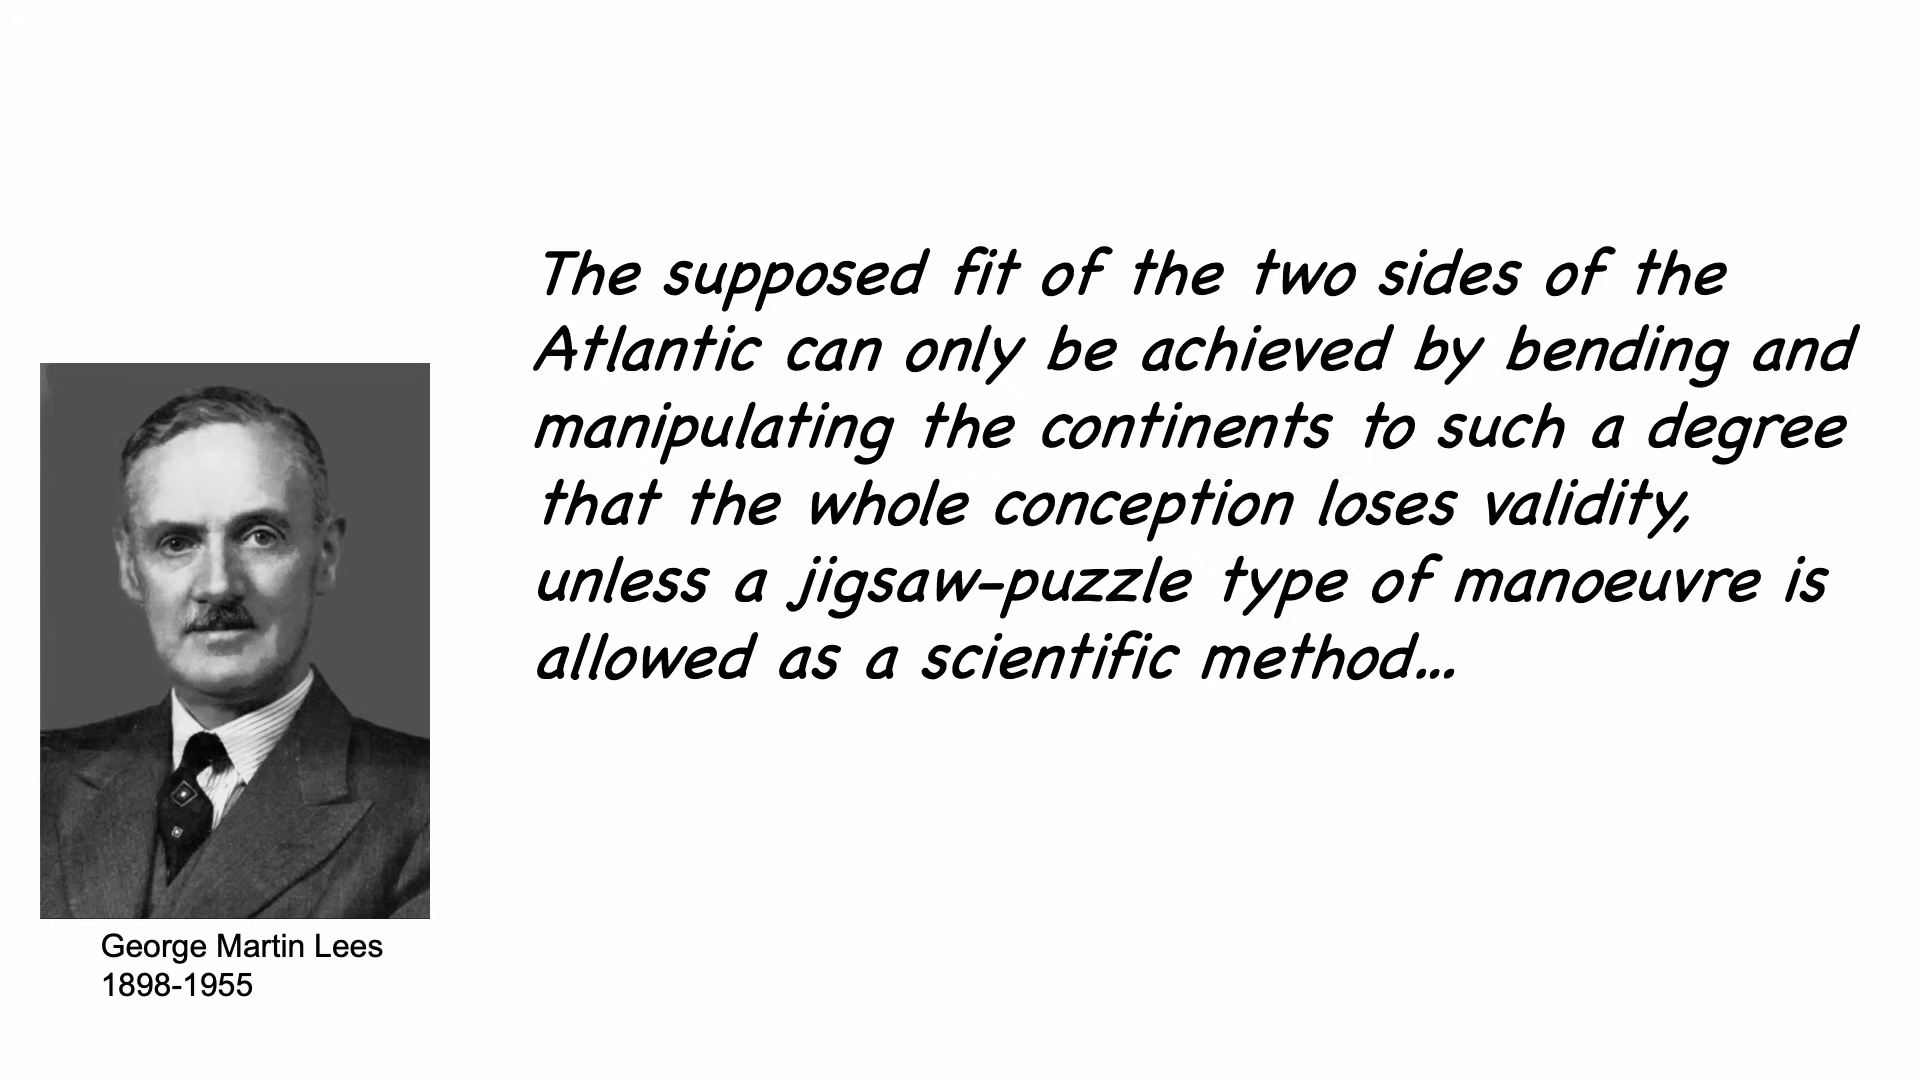 The supposed fit of the two sides of the
Atlantic can only be achieved by bending and
manipulating the continents to such a degree
that the whole conception loses validity,
unless a jigsaw-puzzle type of manoeuvre is
allowed as a scientific method...
George Martin Lees
1898-1955